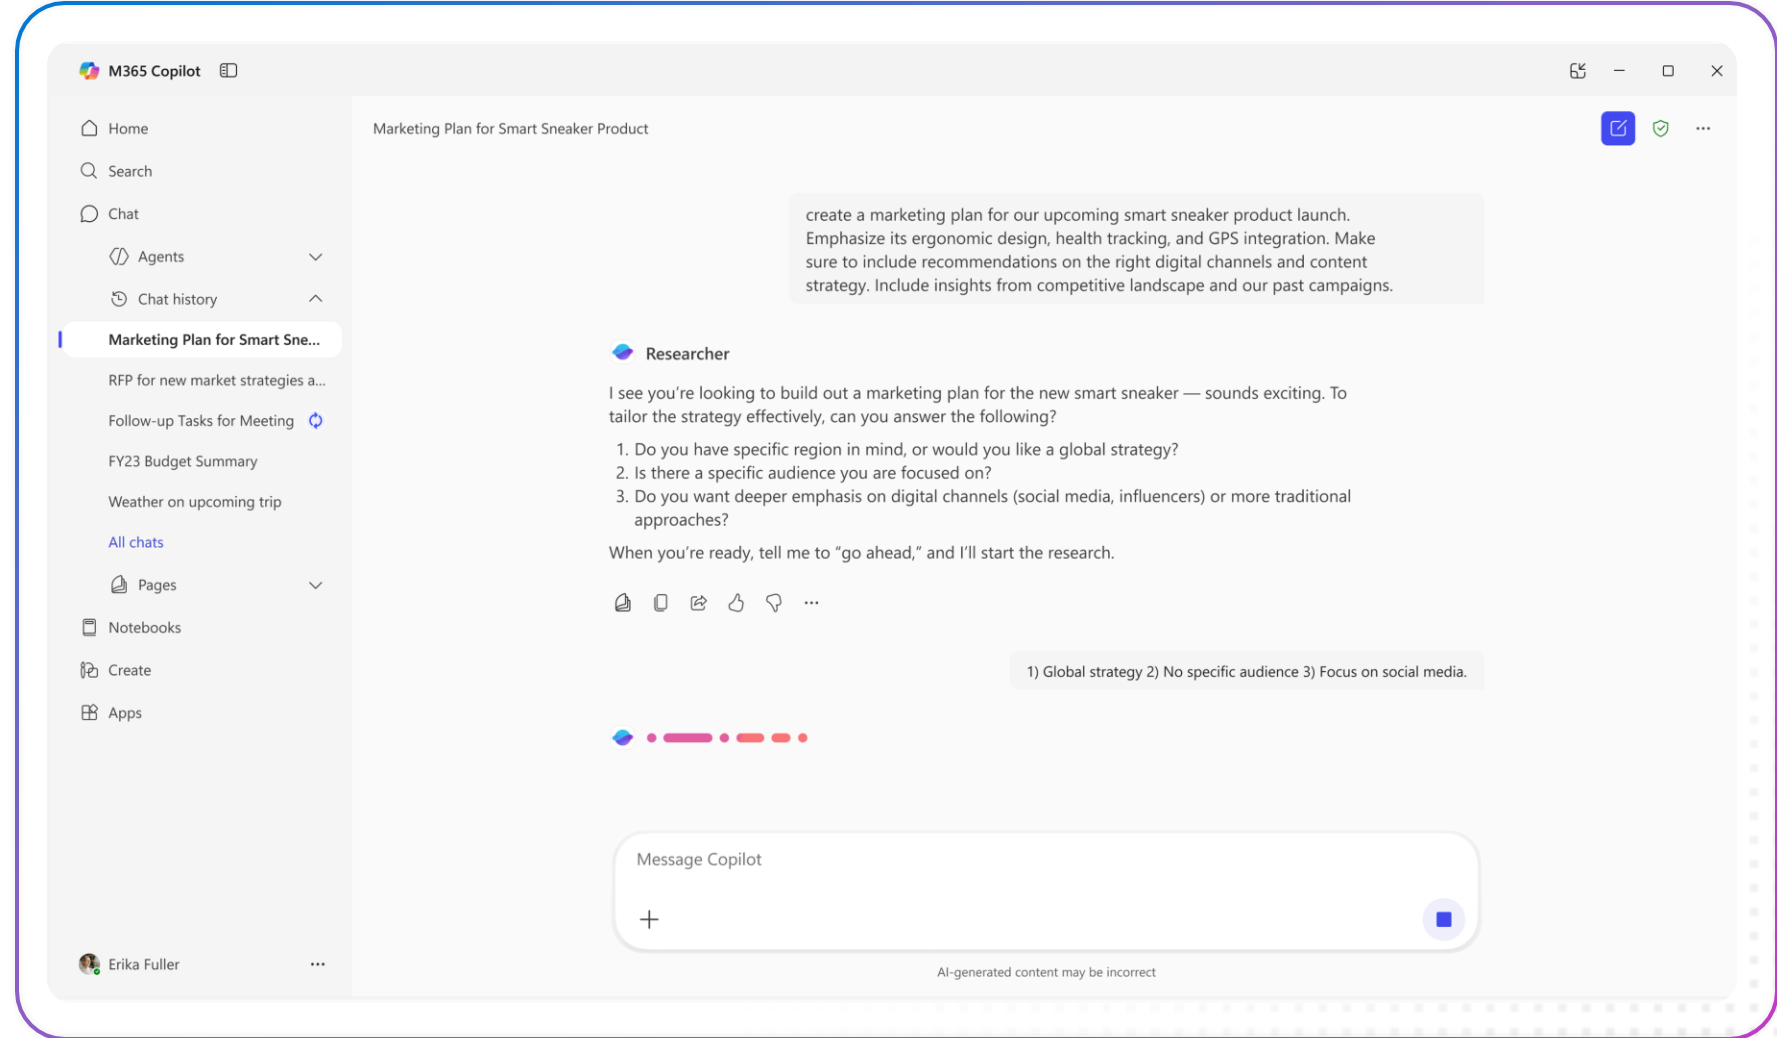 M365 Copilot
Home
Search
Chat
Agents
Chat history
Marketing Plan for Smart Sne...
RFP for new market strategies a...
Follow-up Tasks for Meeting
FY23 Budget Summary
Weather on upcoming trip
All chats
Pages
Notebooks
Create
Apps
Erika Fuller
Marketing Plan for Smart Sneaker Product
create a marketing plan for our upcoming smart sneaker product launch.
Emphasize its ergonomic design, health tracking, and GPS integration. Make
sure to include recommendations on the right digital channels and content
strategy. Include insights from competitive landscape and our past campaigns.
Researcher
I see you’re looking to build out a marketing plan for the new smart sneaker — sounds exciting. To
tailor the strategy effectively, can you answer the following?
1. Do you have specific region in mind, or would you like a global strategy?
2. Is there a specific audience you are focused on?
3. Do you want deeper emphasis on digital channels (social media, influencers) or more traditional
approaches?
When you’re ready, tell me to “go ahead,” and I’ll start the research.
1) Global strategy 2) No specific audience 3) Focus on social media.
Message Copilot
AI-generated content may be incorrect